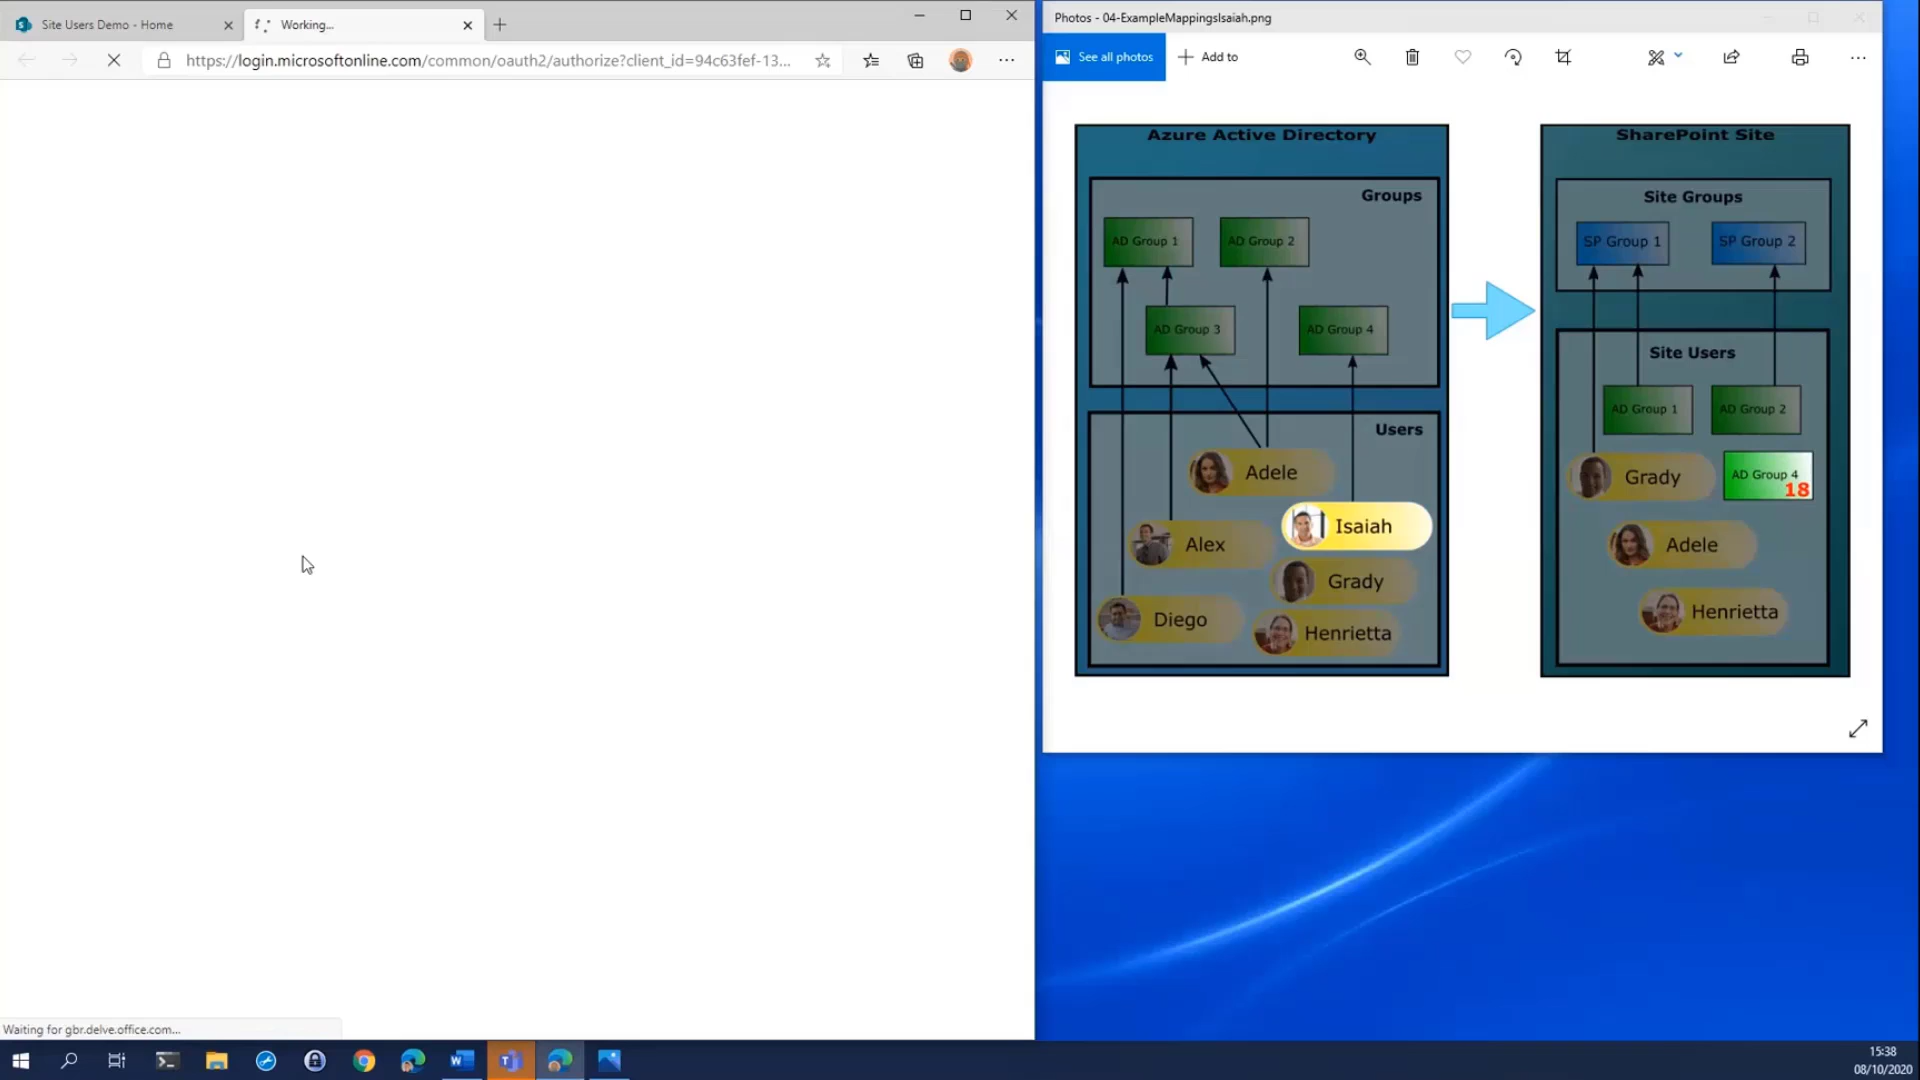 Site Users Demo - Home
Working...
https://login.microsoftonline.com/common/oauth2/authorize?client_id=94c63fef-13...
Waiting for gbr.delve.office.com...
Photos - 04-ExampleMappingsIsaiah.png
See all photos
Add to
Azure Active Directory
Groups
AD Group 1
AD Group 2
AD Group 3
AD Group 4
Users
Adele
Isaiah
Alex
Grady
Diego
Henrietta
SharePoint Site
Site Groups
SP Group 1
SP Group 2
Site Users
AD Group 1
AD Group 2
Grady
AD Group 4
18
Adele
Henrietta
15:38
08/10/2020